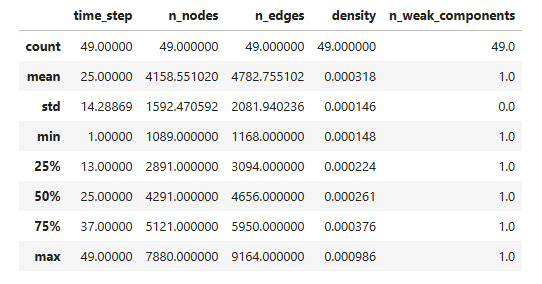 time_step n_nodes n_edges density n_weak_components
count 49.00000 49.000000 49.000000 49.000000 49.0
mean 25.00000 4158.551020 4782.755102 0.000318 1.0
std 14.28869 1592.470592 2081.940236 0.000146 0.0
min 1.00000 1089.000000 1168.000000 0.000148 1.0
25% 13.00000 2891.000000 3094.000000 0.000224 1.0
50% 25.00000 4291.000000 4656.000000 0.000261 1.0
75% 37.00000 5121.000000 5950.000000 0.000376 1.0
max 49.00000 7880.000000 9164.000000 0.000986 1.0